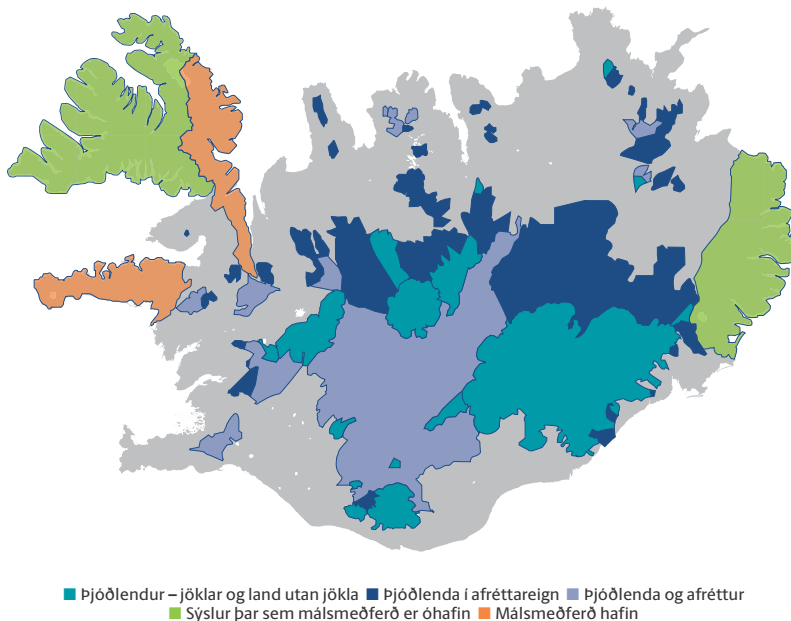 Þjóðlendur – jöklar og land utan jökla Þjóðlenda í afréttareign Þjóðlenda og afréttur
Sýslur þar sem málsmeðferð er óhafin Málsmeðferð hafin